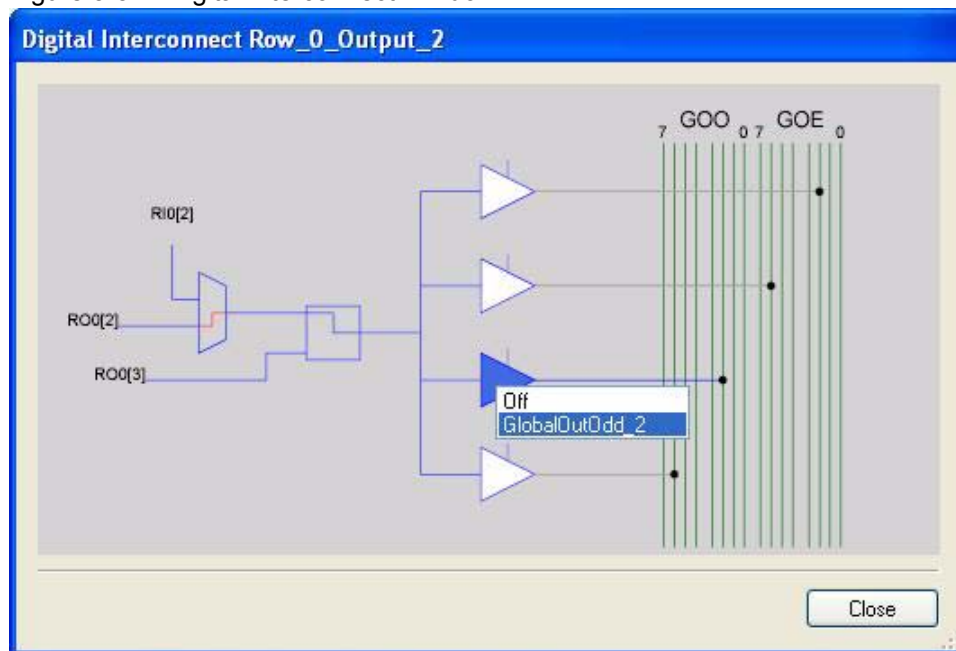 Digital Interconnect Row_0_Output_2
7 GOO 0 7 GOE 0
RI0[2]
RO0[2]
RO0[3]
Off
GlobalOutOdd_2
Close